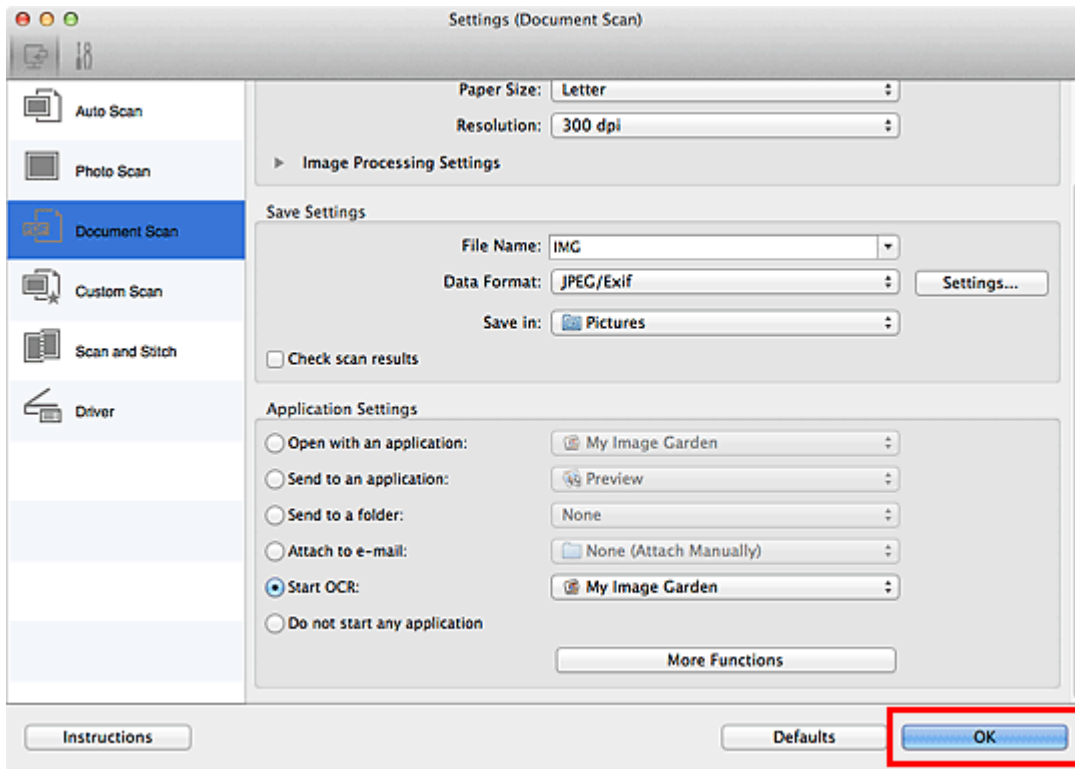 Settings (Document Scan)
Auto Scan
Photo Scan
Document Scan
Custom Scan
Scan and Stitch
Driver
Paper Size: Letter
Resolution: 300 dpi
Image Processing Settings
Save Settings
File Name: IMG
Data Format: JPEG/Exif Settings...
Save in: Pictures
Check scan results
Application Settings
Open with an application: My Image Garden
Send to an application: Preview
Send to a folder: None
Attach to e-mail: None (Attach Manually)
Start OCR: My Image Garden
Do not start any application
More Functions
Instructions Defaults OK